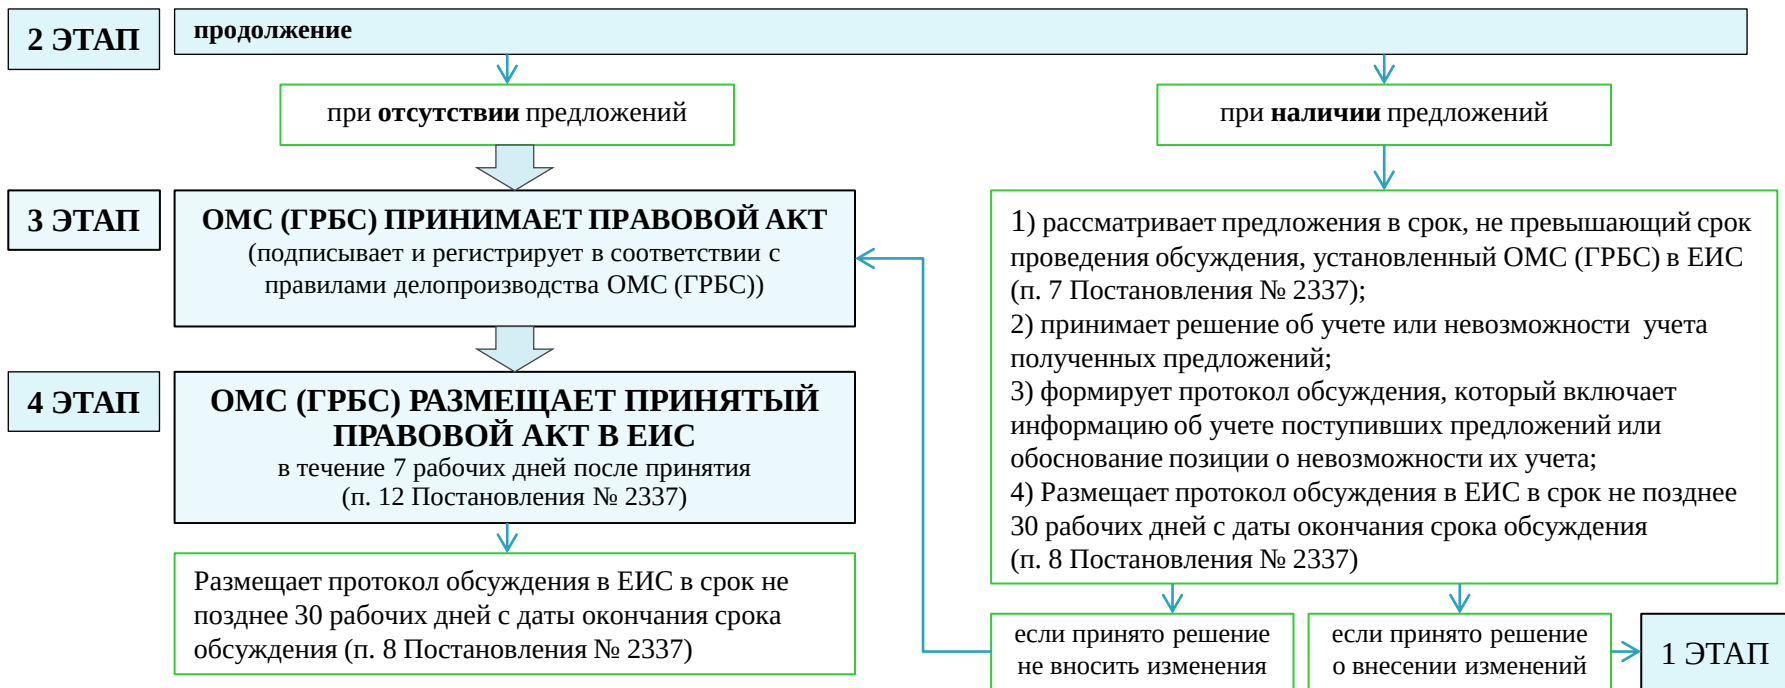 2 ЭТАП
продолжение
при отсутствии предложений
при наличии предложений
3 ЭТАП
ОМС (ГРБС) ПРИНИМАЕТ ПРАВОВОЙ АКТ
(подписывает и регистрирует в соответствии с
правилами делопроизводства ОМС (ГРБС))
4 ЭТАП
ОМС (ГРБС) РАЗМЕЩАЕТ ПРИНЯТЫЙ
ПРАВОВОЙ АКТ В ЕИС
в течение 7 рабочих дней после принятия
(п. 12 Постановления № 2337)
Размещает протокол обсуждения в ЕИС в срок не
позднее 30 рабочих дней с даты окончания срока
обсуждения (п. 8 Постановления № 2337)
1) рассматривает предложения в срок, не превышающий срок
проведения обсуждения, установленный ОМС (ГРБС) в ЕИС
(п. 7 Постановления № 2337);
2) принимает решение об учете или невозможности учета
полученных предложений;
3) формирует протокол обсуждения, который включает
информацию об учете поступивших предложений или
обоснование позиции о невозможности их учета;
4) Размещает протокол обсуждения в ЕИС в срок не позднее
30 рабочих дней с даты окончания срока обсуждения
(п. 8 Постановления № 2337)
если принято решение
не вносить изменения
если принято решение
о внесении изменений
1 ЭТАП